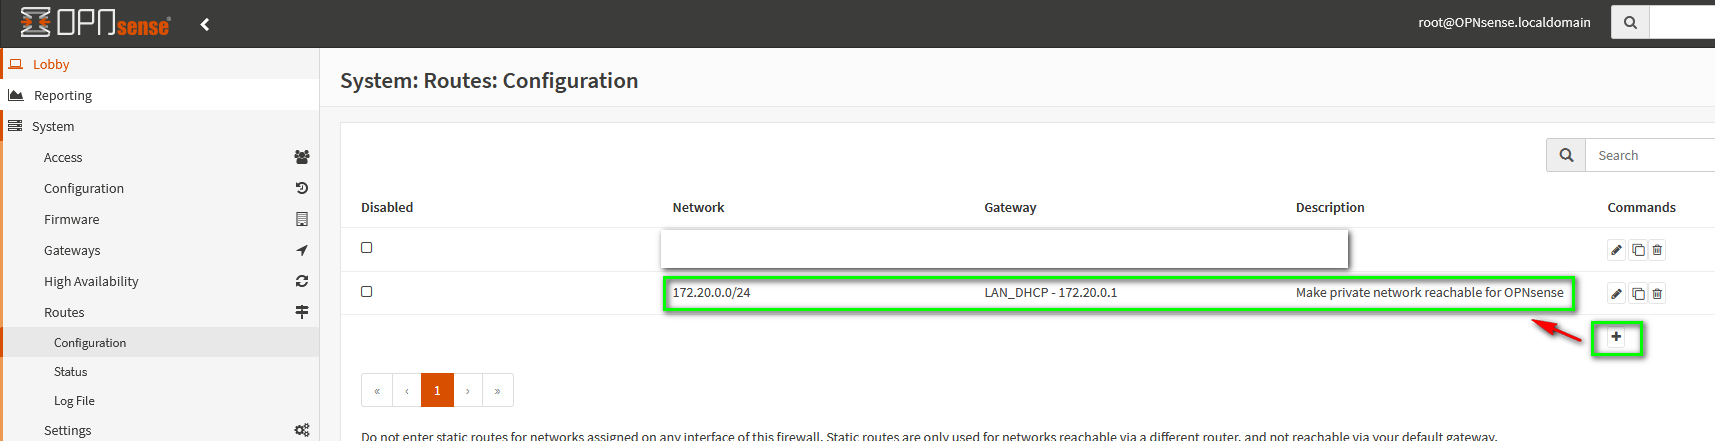 OPNsense
root@OPNsense.localdomain
Lobby
Reporting
System
Access
Configuration
Firmware
Gateways
High Availability
Routes
Configuration
Status
Log File
Settings
System: Routes: Configuration
Search
Disabled Network Gateway Description Commands
172.20.0.0/24 LAN_DHCP - 172.20.0.1 Make private network reachable for OPNsense
+
« ‹ 1 › »
Do not enter static routes for networks assigned on any interface of this firewall. Static routes are only used for networks reachable via a different router, and not reachable via your default gateway.